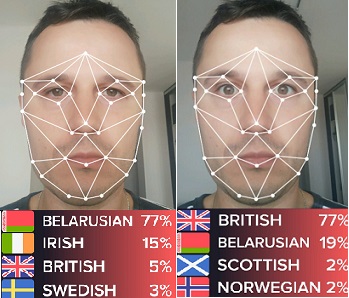 BELARUSIAN 77%
IRISH 15%
BRITISH 5%
SWEDISH 3%
BRITISH 77%
BELARUSIAN 19%
SCOTTISH 2%
NORWEGIAN 2%